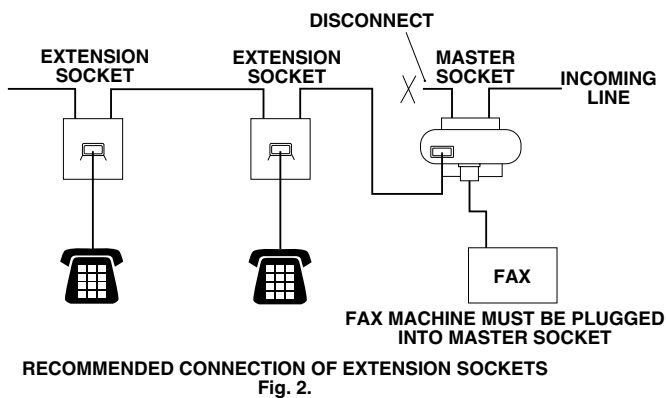 DISCONNECT
EXTENSION
SOCKET
EXTENSION
SOCKET
MASTER
SOCKET
INCOMING
LINE
FAX
FAX MACHINE MUST BE PLUGGED
INTO MASTER SOCKET
RECOMMENDED CONNECTION OF EXTENSION SOCKETS
Fig. 2.